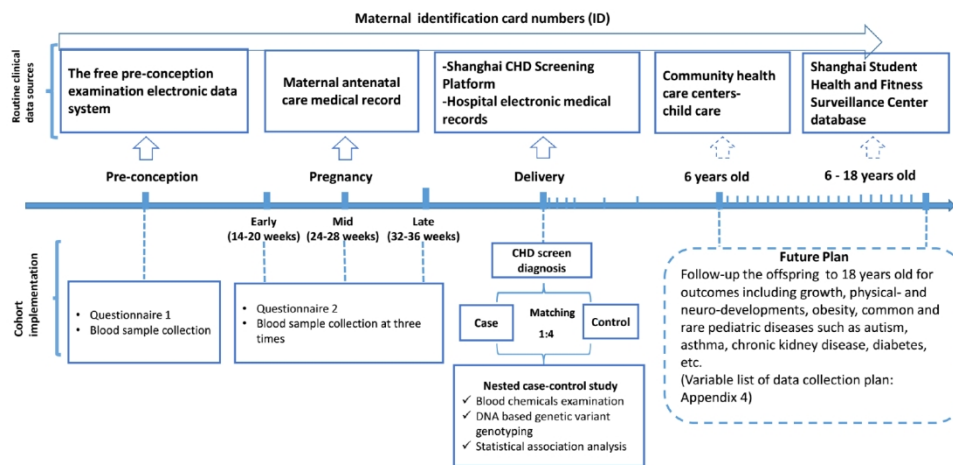 Maternal identification card numbers (ID)
Routine clinical
data sources
The free pre-conception
examination electronic data
system
Maternal antenatal
care medical record
-Shanghai CHD Screening
Platform
-Hospital electronic medical
records
Community health
care centers-
child care
Shanghai Student
Health and Fitness
Surveillance Center
database
Pre-conception
Pregnancy
Delivery
6 years old
6 - 18 years old
Early
(14-20 weeks)
Mid
(24-28 weeks)
Late
(32-36 weeks)
Cohort
implementation
• Questionnaire 1
• Blood sample collection
• Questionnaire 2
• Blood sample collection at three
times
CHD screen
diagnosis
Case
Matching
1:4
Control
Nested case-control study
✓ Blood chemicals examination
✓ DNA based genetic variant
genotyping
✓ Statistical association analysis
Future Plan
Follow-up the offspring to 18 years old for
outcomes including growth, physical- and
neuro-developments, obesity, common and
rare pediatric diseases such as autism,
asthma, chronic kidney disease, diabetes,
etc.
(Variable list of data collection plan:
Appendix 4)